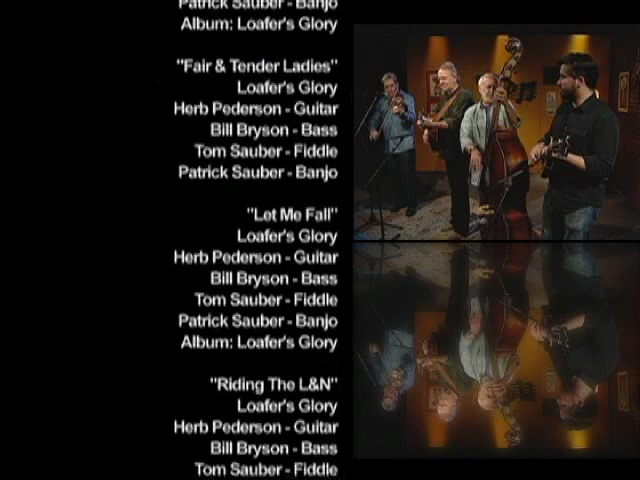 Patrick Sauber - Banjo
Album: Loafer's Glory
"Fair & Tender Ladies"
Loafer's Glory
Herb Pederson - Guitar
Bill Bryson - Bass
Tom Sauber - Fiddle
Patrick Sauber - Banjo
"Let Me Fall"
Loafer's Glory
Herb Pederson - Guitar
Bill Bryson - Bass
Tom Sauber - Fiddle
Patrick Sauber - Banjo
Album: Loafer's Glory
"Riding The L&N"
Loafer's Glory
Herb Pederson - Guitar
Bill Bryson - Bass
Tom Sauber - Fiddle